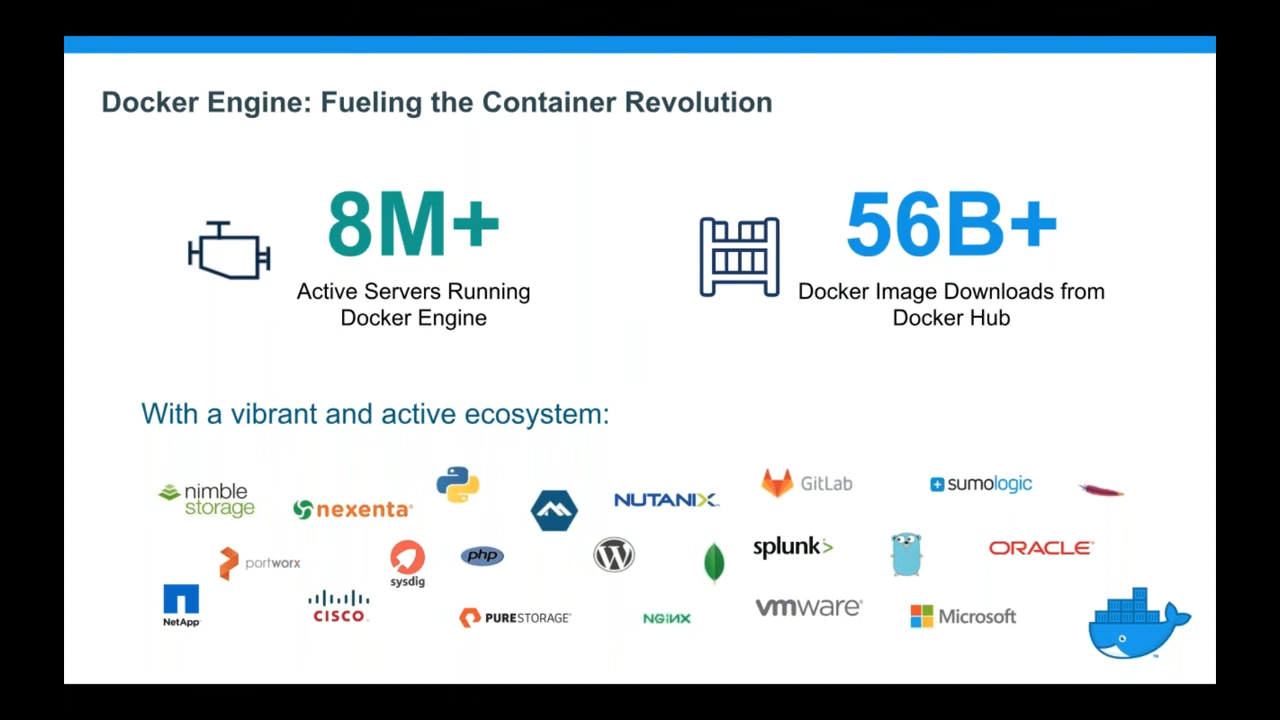 Docker Engine: Fueling the Container Revolution
8M+
Active Servers Running
Docker Engine
56B+
Docker Image Downloads from
Docker Hub
With a vibrant and active ecosystem:
nimble
storage
nexenta
NUTANIX
GitLab
sumologic
portworx
sysdig
php
W
splunk>
ORACLE
NetApp
CISCO
PURESTORAGE
NGINX
vmware
Microsoft